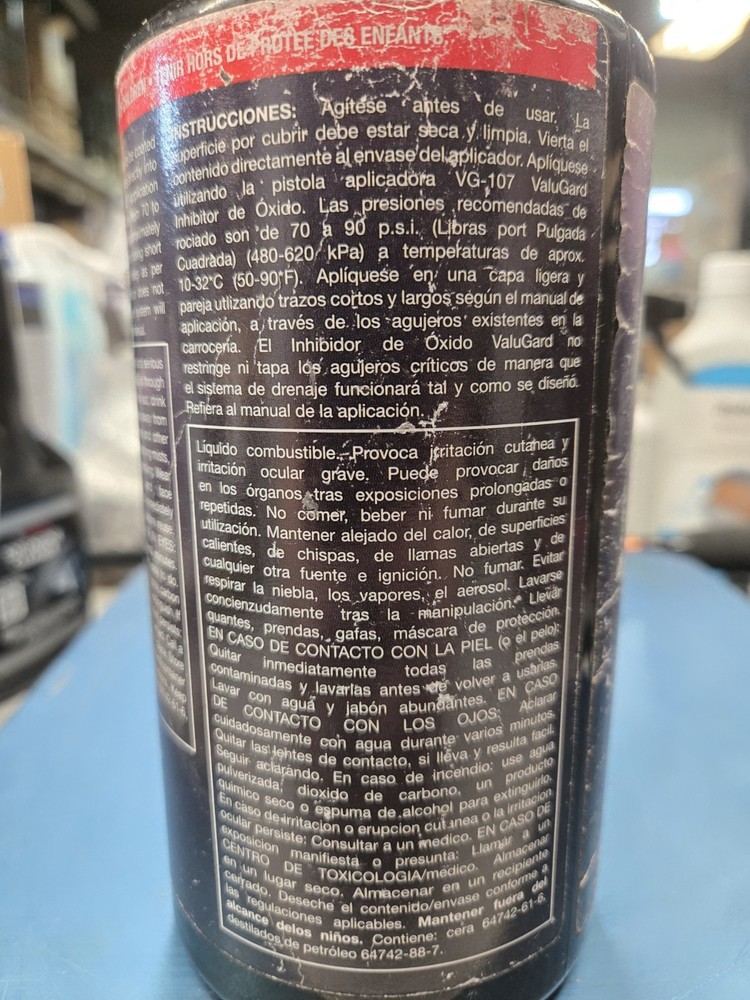 TENIR HORS DE PROTEE DES ENFANTS
INSTRUCCIONES: Agítese antes de usar. La
superficie por cubrir debe estar seca y limpia. Vierta el
contenido directamente al envase del aplicador. Aplíquese
utilizando la pistola aplicadora VG-107 ValuGard
Inhibitor de Óxido. Las presiones recomendadas de
rociado son de 70 a 90 p.s.i. (Libras port Pulgada
Cuadrada) (480-620 kPa) a temperaturas de aprox.
10-32°C (50-90°F). Aplíquese en una capa ligera y
pareja utilizando trazos cortos y largos según el manual de
aplicación, a través de los agujeros existentes en la
carrocería. El Inhibidor de Óxido ValuGard no
restringe ni tapa los agujeros críticos de manera que
el sistema de drenaje funcionará tal y como se diseñó.
Refiera al manual de la aplicación.
Líquido combustible. Provoca irritación cutánea y
irritación ocular grave. Puede provocar daños
en los órganos tras exposiciones prolongadas o
repetidas. No comer, beber ni fumar durante su
utilización. Mantener alejado del calor, de superficies
calientes, de chispas, de llamas abiertas y de
cualquier otra fuente e ignición. No fumar. Evitar
respirar la niebla, los vapores, el aerosol. Lavarse
concienzudamente tras la manipulación. Llevar
quantes, prendas, gafas, máscara de protección.
EN CASO DE CONTACTO CON LA PIEL (o el pelo):
Quitar inmediatamente todas las prendas
contaminadas y lavarlas antes de volver a usarlas.
Lavar con agua y jabón abundantes. EN CASO
DE CONTACTO CON LOS OJOS: Aclarar
cuidadosamente con agua durante varios minutos.
Quitar las lentes de contacto, si lleva y resulta facil.
Seguir aclarando. En caso de incendio: use agua
pulverizada, dioxido de carbono, un producto
químico seco o espuma de alcohol para extinguirlo.
En caso de irritacion o erupcion cutánea o la irritacion
ocular persiste: Consultar a un medico. EN CASO DE
exposición manifiesta o presunta: Llamar a un
CENTRO DE TOXICOLOGIA/médico. Almacenar
en un lugar seco. Almacenar en un recipiente
cerrado. Deseche el contenido/envase conforme a
las regulaciones aplicables. Mantener fuera del
alcance delos niños. Contiene: cera 64742-61-6,
destilados de petróleo 64742-88-7.